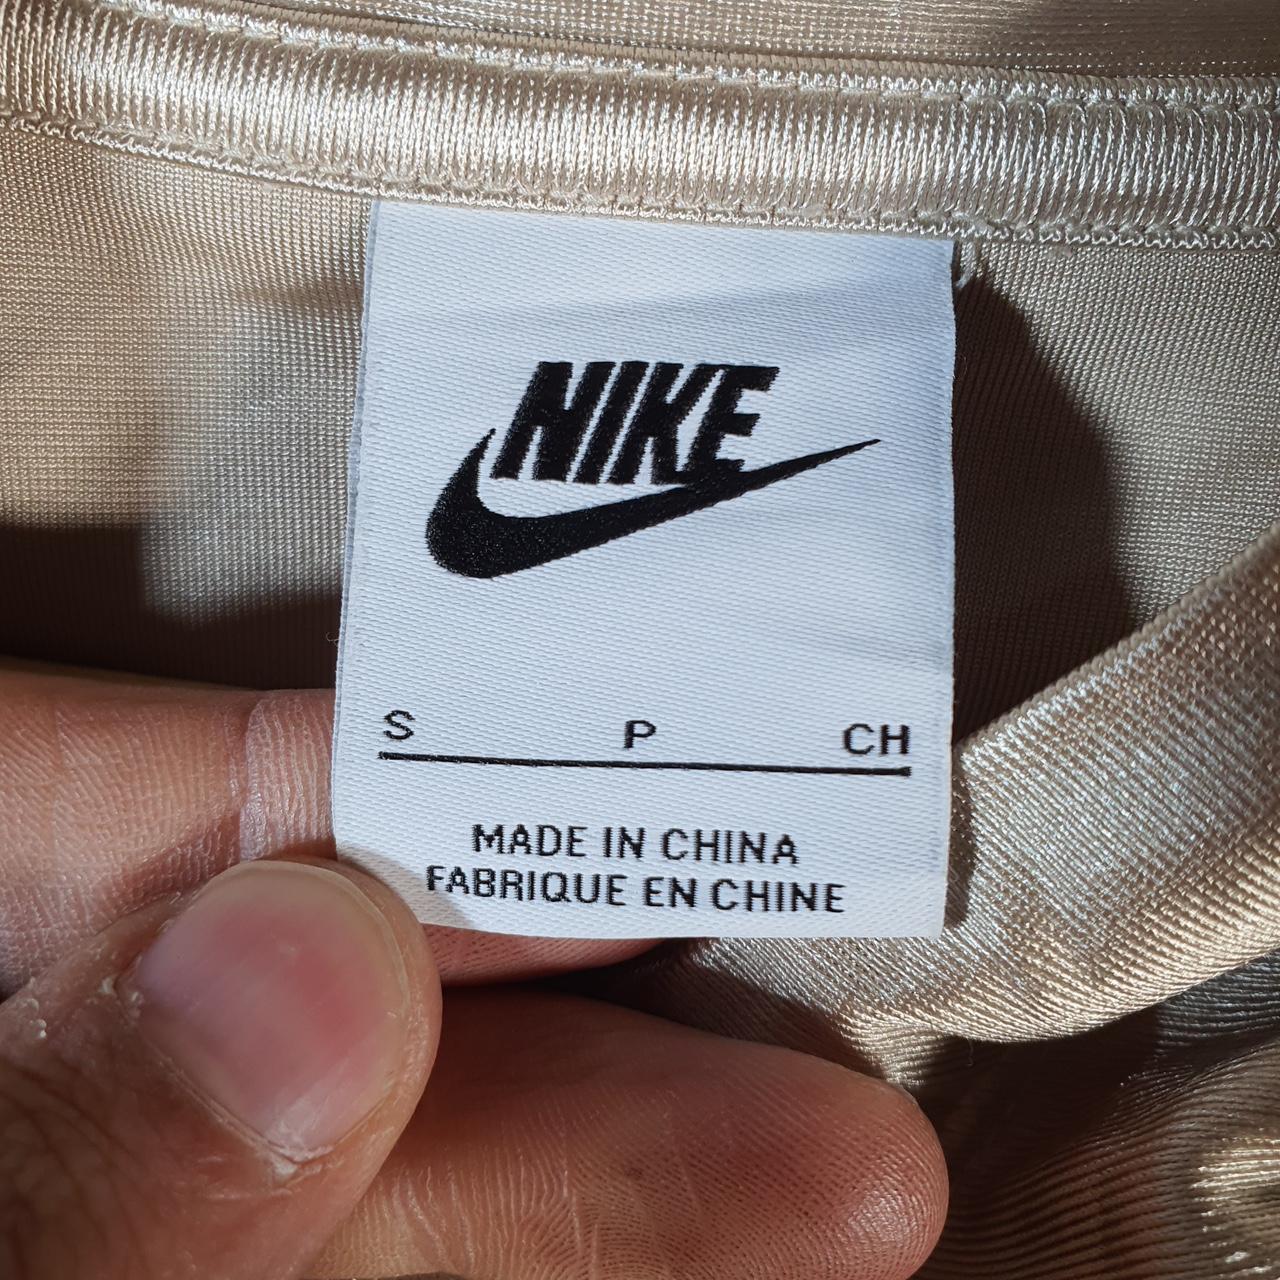 NIKE
S P CH
MADE IN CHINA
FABRIQUE EN CHINE